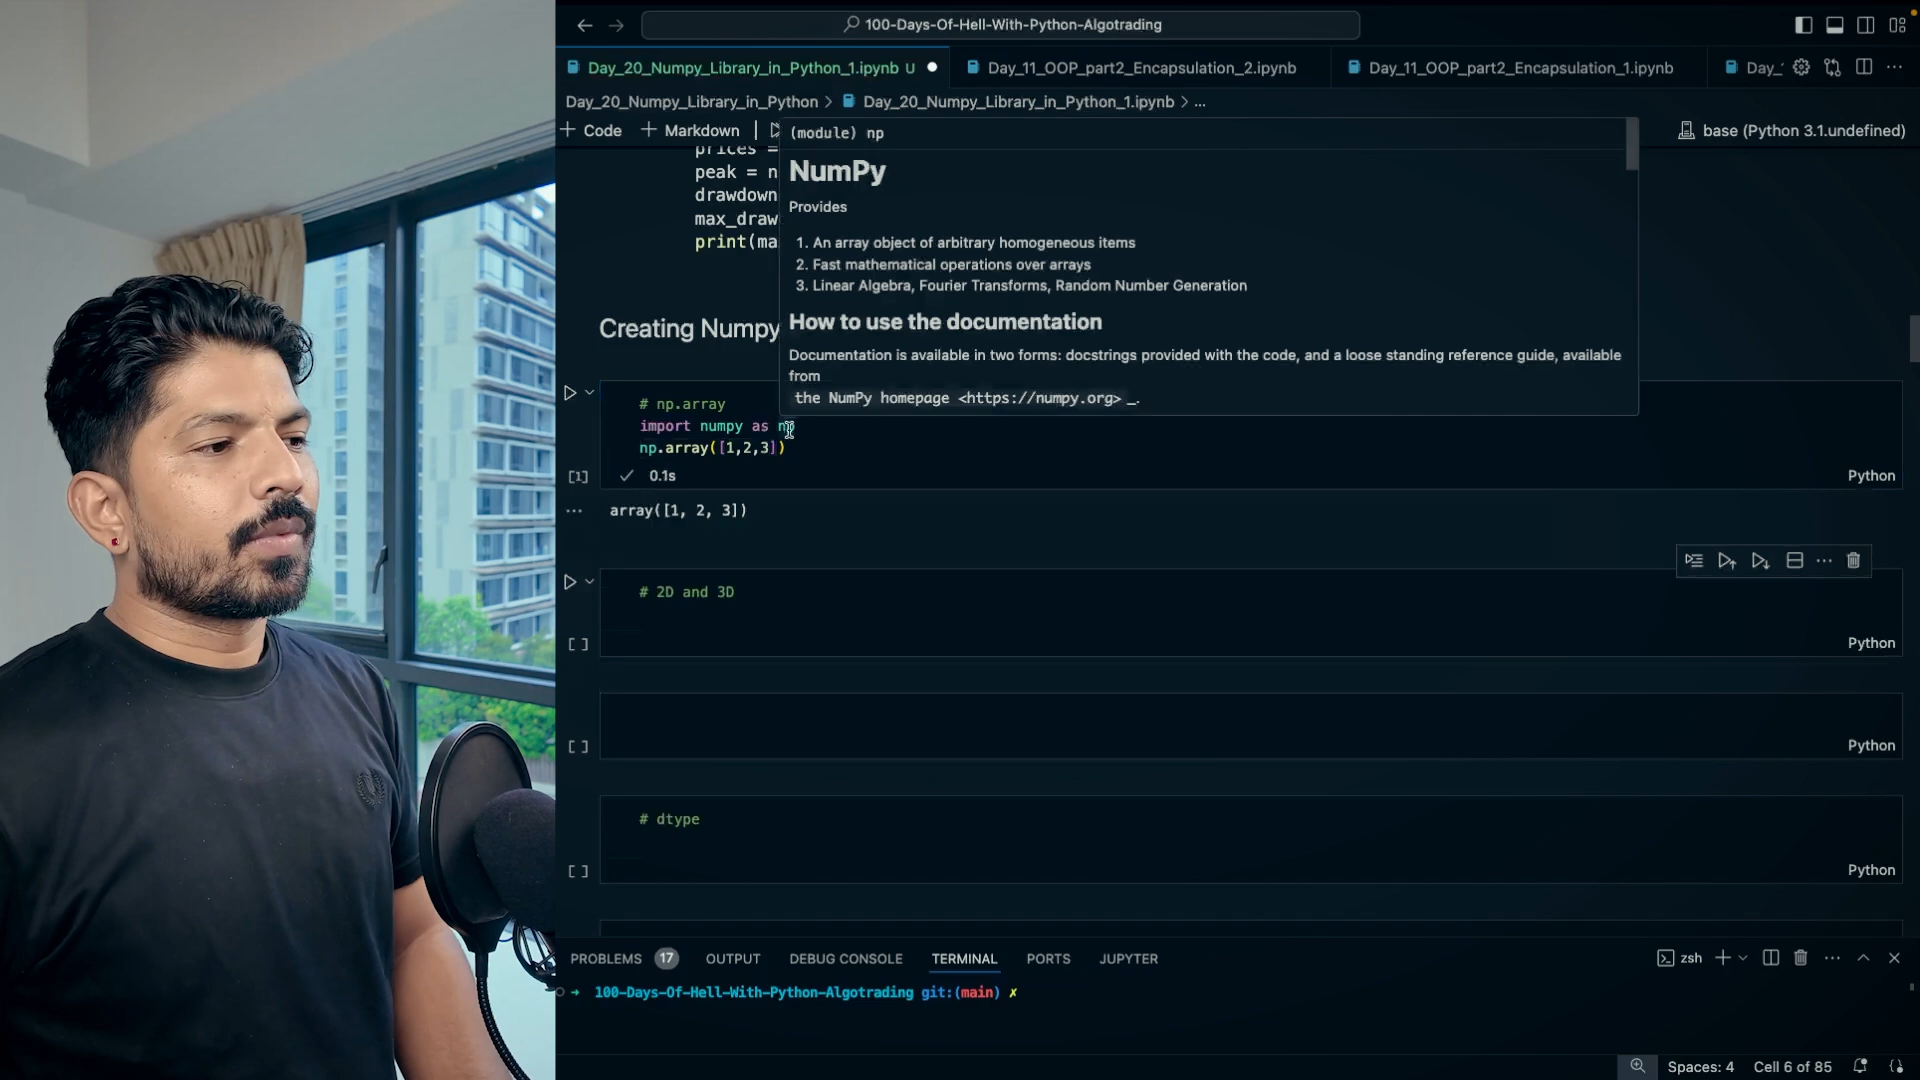 100-Days-Of-Hell-With-Python-Algotrading
Day_20_Numpy_Library_in_Python_1.ipynb U
Day_11_OOP_part2_Encapsulation_2.ipynb
Day_11_OOP_part2_Encapsulation_1.ipynb
Day_
Day_20_Numpy_Library_in_Python > Day_20_Numpy_Library_in_Python_1.ipynb > ...
+ Code + Markdown
base (Python 3.1.undefined)
(module) np
prices =
peak = n
drawdown
max_draw
print(ma
NumPy
Provides
1. An array object of arbitrary homogeneous items
2. Fast mathematical operations over arrays
3. Linear Algebra, Fourier Transforms, Random Number Generation
How to use the documentation
Documentation is available in two forms: docstrings provided with the code, and a loose standing reference guide, available
from
the NumPy homepage <https://numpy.org> _.
Creating Numpy
# np.array
import numpy as np
np.array([1,2,3])
[1] 0.1s Python
array([1, 2, 3])
# 2D and 3D
[ ] Python
[ ] Python
# dtype
[ ] Python
PROBLEMS 17 OUTPUT DEBUG CONSOLE TERMINAL PORTS JUPYTER
zsh
→ 100-Days-Of-Hell-With-Python-Algotrading git:(main) ✗
Spaces: 4 Cell 6 of 85